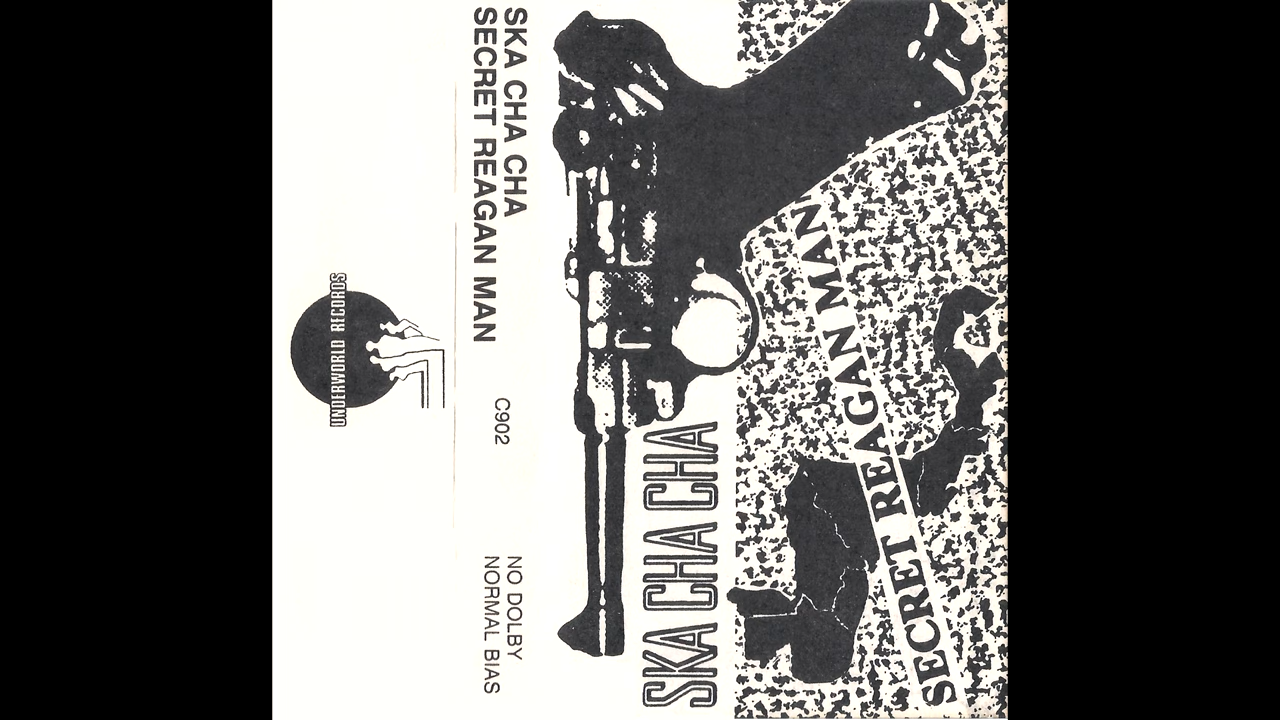 SKA CHA CHA
SECRET REAGAN MAN
C902
NO DOLBY
NORMAL BIAS
UNDERWORLD RECORDS
SKA CHA CHA
SECRET REAGAN MAN